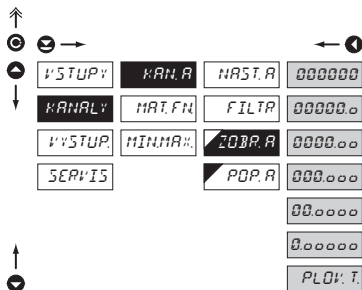 VSTUPY KAN. A NAST. A 000000
KANALY MAT. FN. FILTR 00000.0
VYSTUP. MIN.MAX. ZOBR. A 0000.00
SERVIS POP. A 000.000
00.0000
0.00000
PLOV. T.